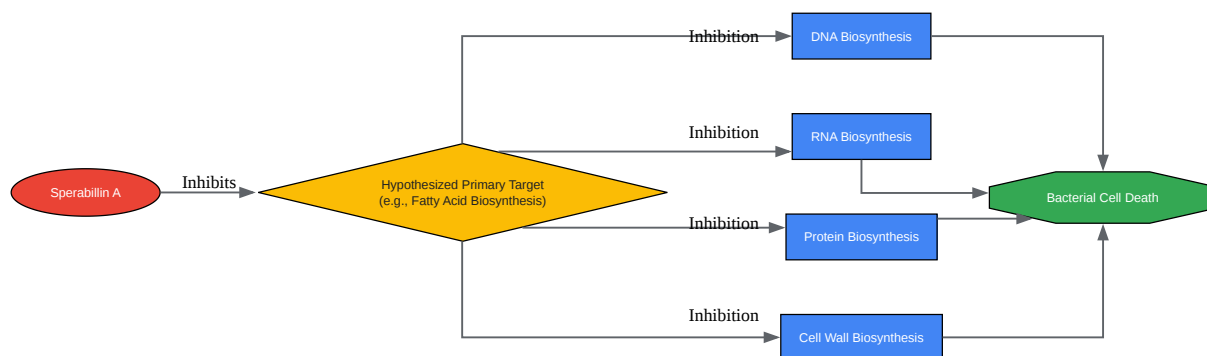 Inhibition
DNA Biosynthesis
Inhibition
RNA Biosynthesis
Sperabillin A
Inhibits
Hypothesized Primary Target
(e.g., Fatty Acid Biosynthesis)
Bacterial Cell Death
Inhibition
Protein Biosynthesis
Inhibition
Cell Wall Biosynthesis